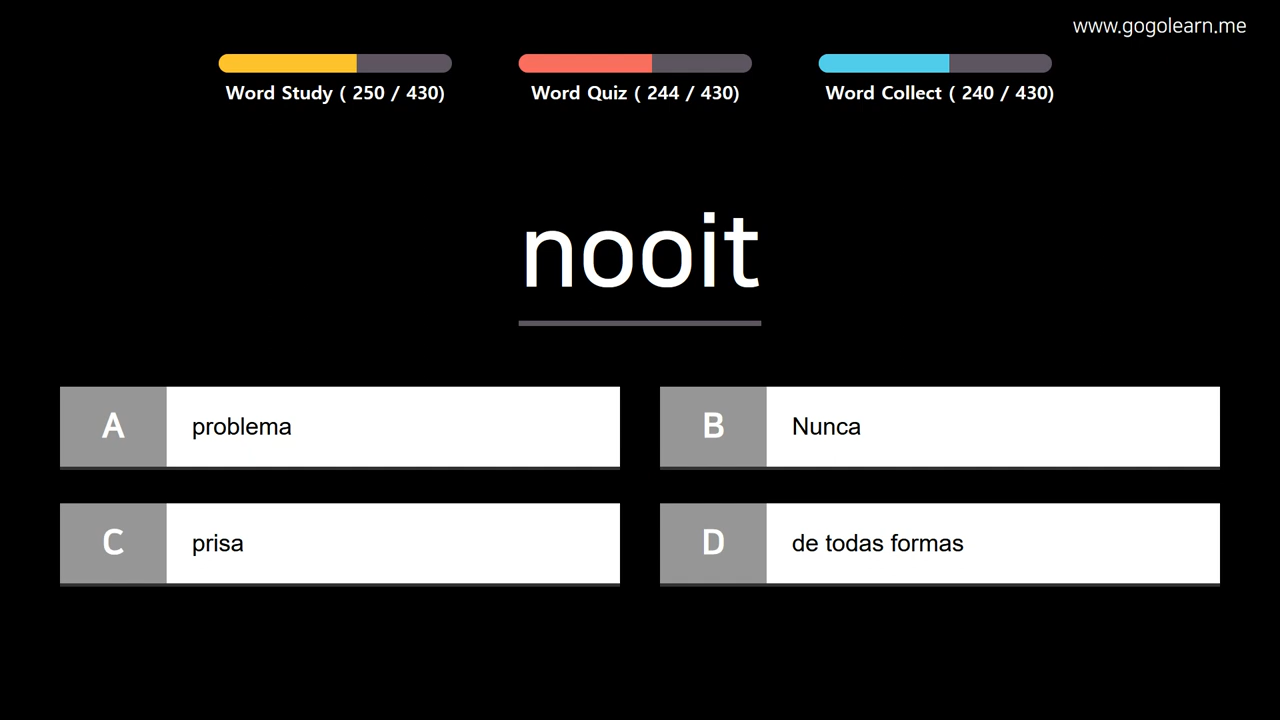 www.gogolearn.me
Word Study ( 250 / 430)
Word Quiz ( 244 / 430)
Word Collect ( 240 / 430)
nooit
A problema
B Nunca
C prisa
D de todas formas